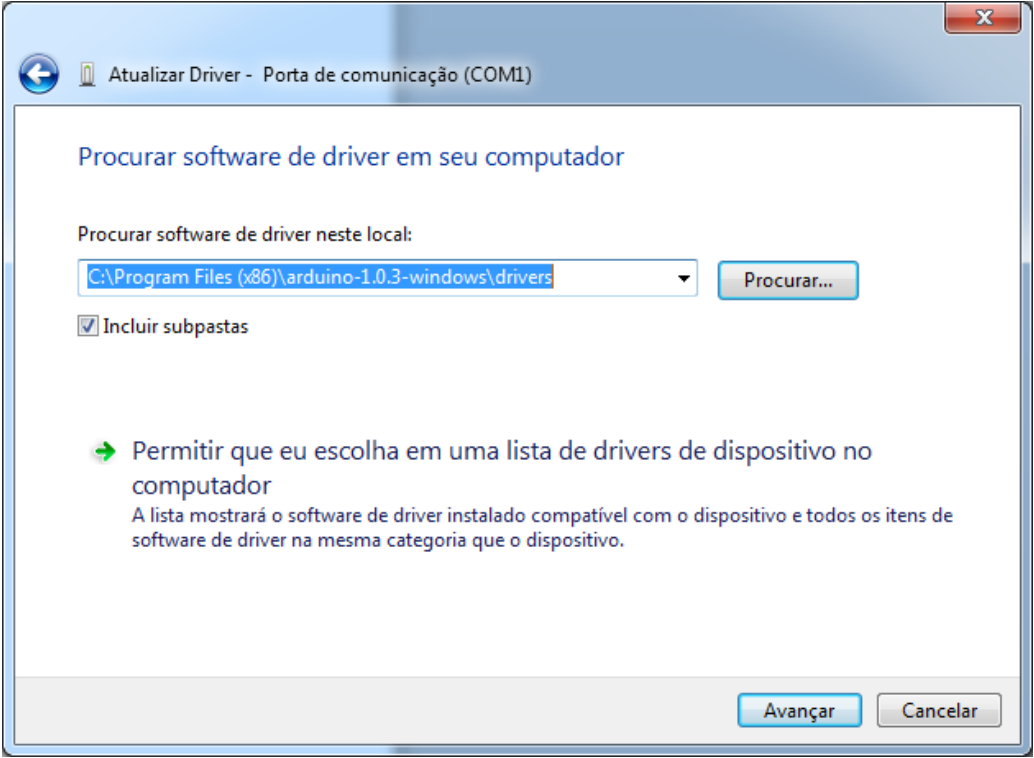 Atualizar Driver - Porta de comunicação (COM1)
Procurar software de driver em seu computador
Procurar software de driver neste local:
C:\Program Files (x86)\arduino-1.0.3-windows\drivers
Procurar...
Incluir subpastas
Permitir que eu escolha em uma lista de drivers de dispositivo no
computador
A lista mostrará o software de driver instalado compatível com o dispositivo e todos os itens de
software de driver na mesma categoria que o dispositivo.
Avançar
Cancelar